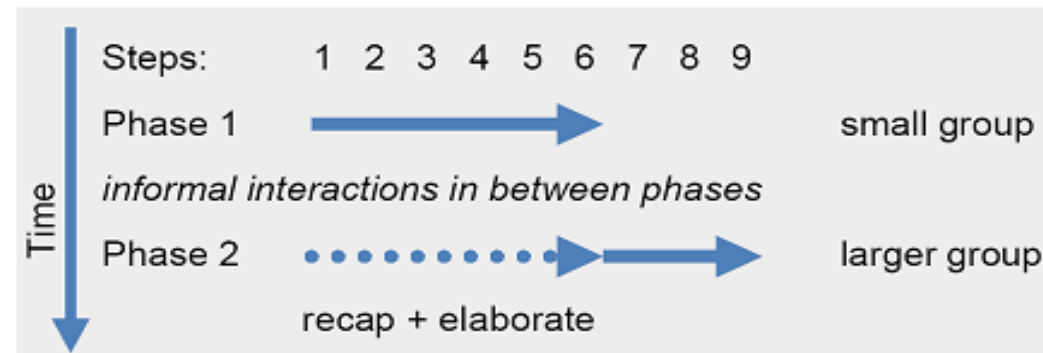 Steps: 1 2 3 4 5 6 7 8 9
Phase 1 small group
informal interactions in between phases
Phase 2 larger group
recap + elaborate
Time